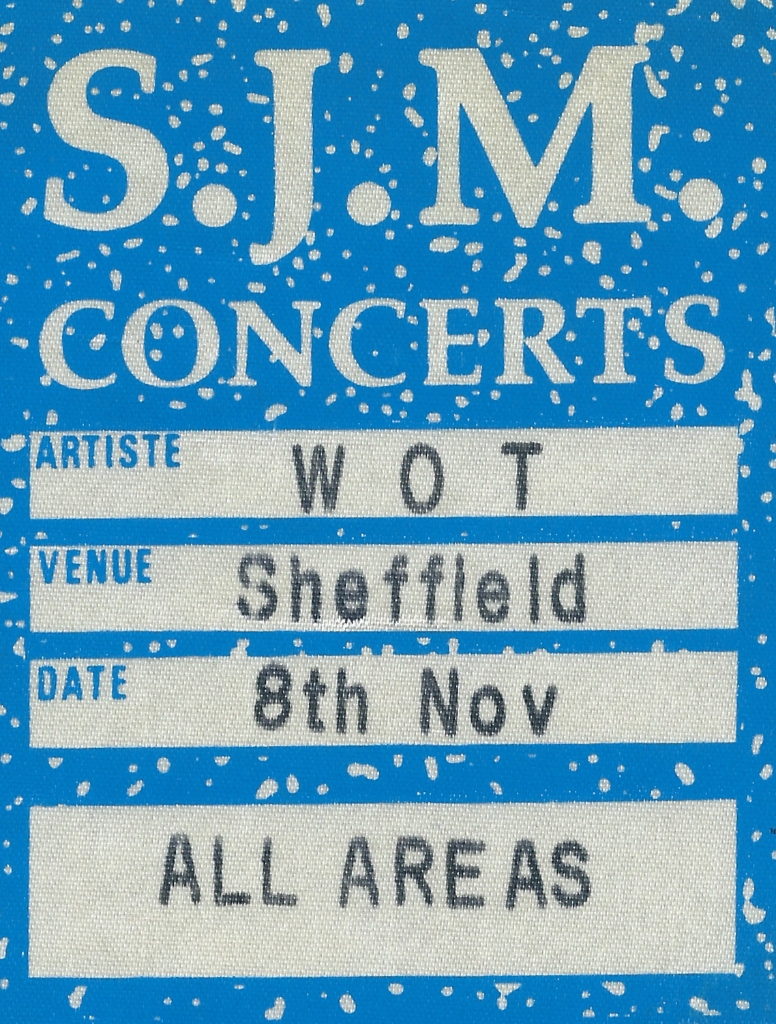 S.J.M.
CONCERTS
ARTISTE W O T
VENUE Sheffield
DATE 8th Nov
ALL AREAS